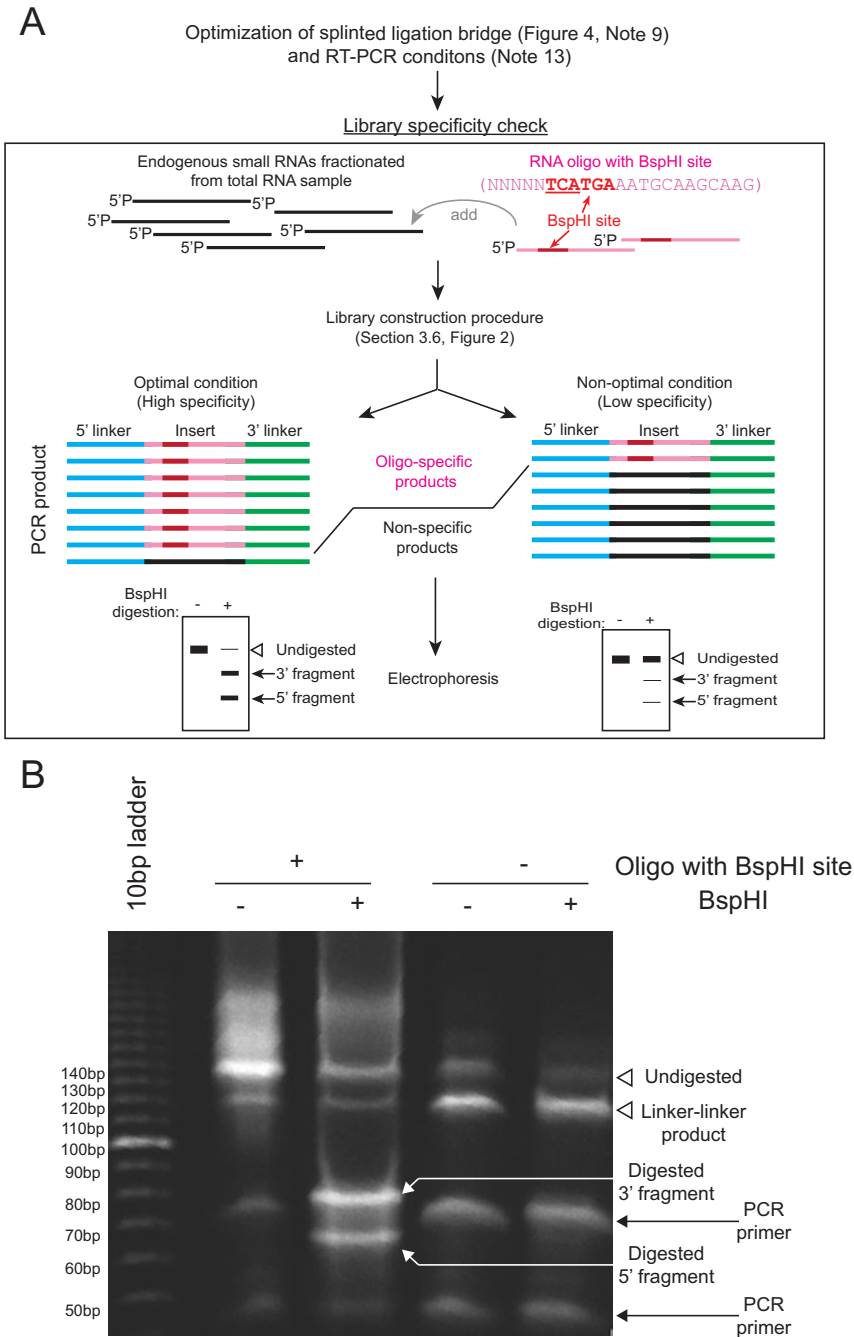 A
Optimization of splinted ligation bridge (Figure 4, Note 9)
and RT-PCR conditons (Note 13)
Library specificity check
Endogenous small RNAs fractionated
from total RNA sample
5'P
5'P
5'P
5'P
5'P
5'P
add
RNA oligo with BspHI site
(NNNNNTCATGAAATGCAAGCAAG)
BspHI site
5'P
5'P
Library construction procedure
(Section 3.6, Figure 2)
Optimal condition
(High specificity)
5' linker
Insert
3' linker
PCR product
Non-optimal condition
(Low specificity)
5' linker
Insert
3' linker
Oligo-specific
products
Non-specific
products
BspHI
digestion:
-
+
Undigested
3' fragment
5' fragment
Electrophoresis
BspHI
digestion:
-
+
Undigested
3' fragment
5' fragment
B
10bp ladder
+
-
Oligo with BspHI site
-
+
-
+
BspHI
140bp
130bp
120bp
110bp
100bp
90bp
80bp
70bp
60bp
50bp
Undigested
Linker-linker
product
Digested
3' fragment
PCR
primer
Digested
5' fragment
PCR
primer